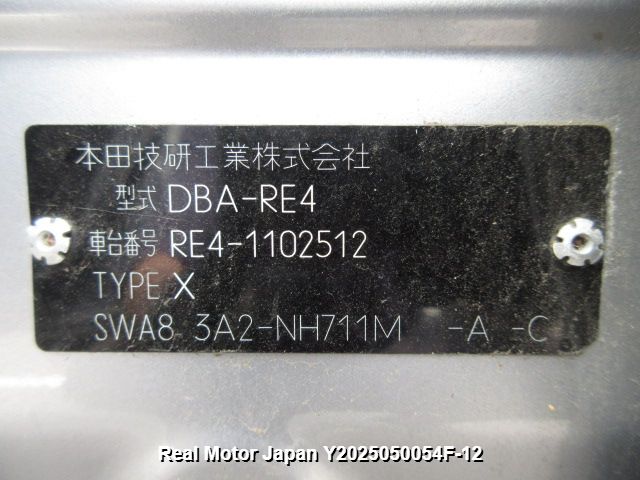 本田技研工業株式会社
型式 DBA-RE4
車台番号 RE4-1102512
TYPE X
SWA8 3A2-NH711M -A -C
Real Motor Japan Y2025050054F-12